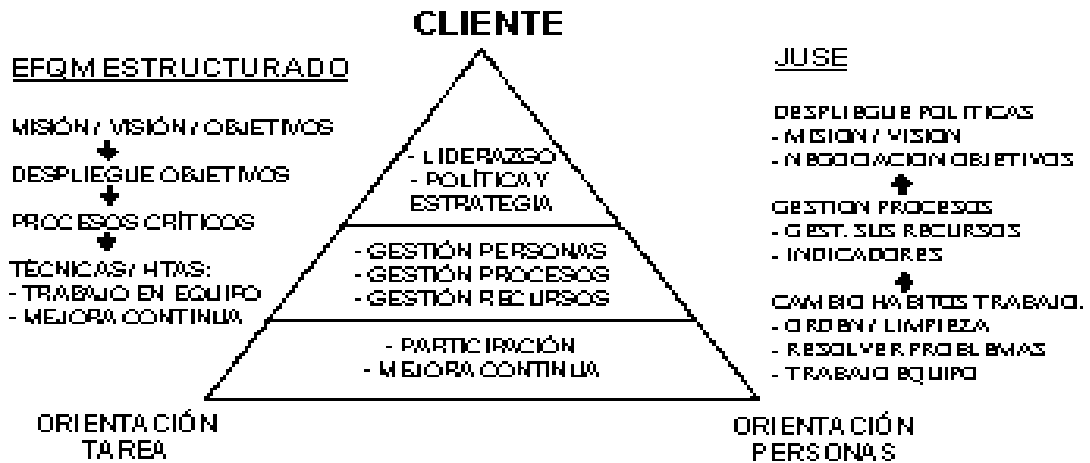 CLIENTE
EFQM ESTRUCTURADO
MISIÓN / VISIÓN / OBJETIVOS
DESPLIEGUE OBJETIVOS
PROCESOS CRÍTICOS
TÉCNICAS / HTAS:
- TRABAJO EN EQUIPO
- MEJORA CONTINUA
- LIDERAZGO
- POLÍTICA Y
ESTRATEGIA
- GESTIÓN PERSONAS
- GESTIÓN PROCESOS
- GESTIÓN RECURSOS
- PARTICIPACIÓN
- MEJORA CONTINUA
JUSE
DESPLIEGUE POLITICAS
- MISION / VISION
- NEGOCIACION OBJETIVOS
GESTION PROCESOS
- GEST. SUS RECURSOS
- INDICADORES
CAMBIO HABITOS TRABAJO.
- ORDEN / LIMPIEZA
- RESOLVER PROBLEMAS
- TRABAJO EQUIPO
ORIENTACIÓN
TAREA
ORIENTACIÓN
PERSONAS